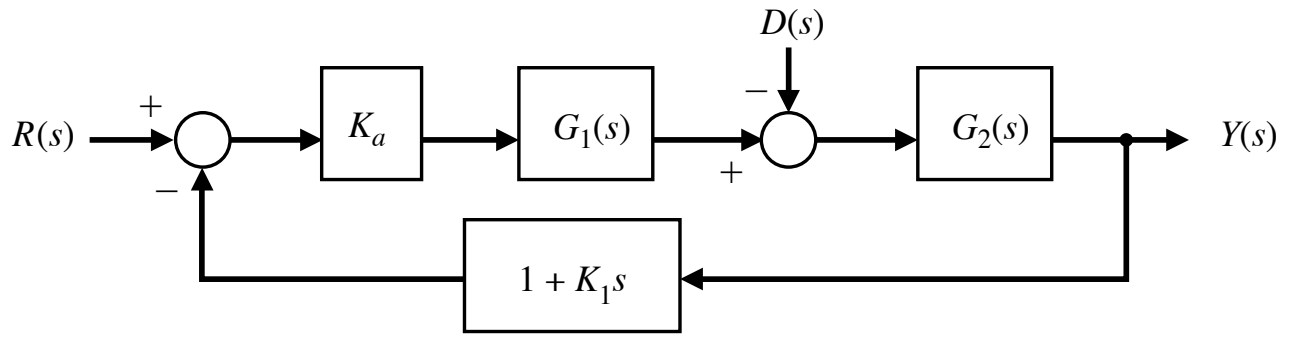 D(s)
+
−
R(s)
K_a
G_1(s)
G_2(s)
Y(s)
−
+
1 + K_1s